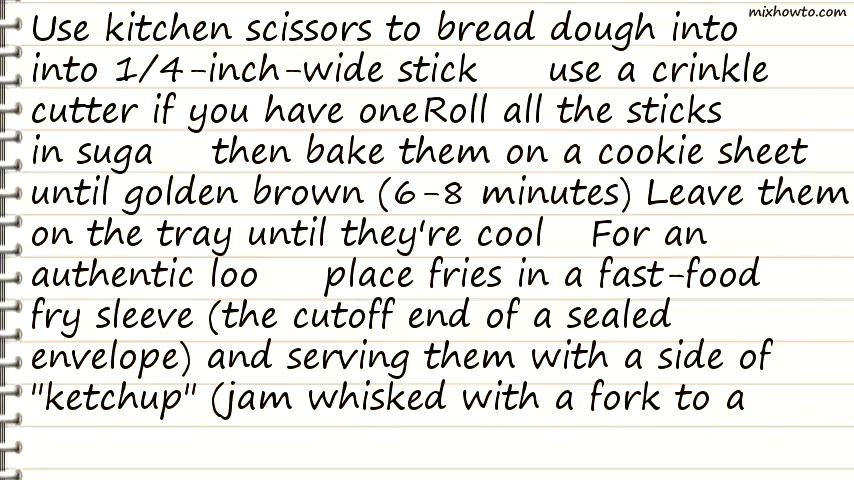 mixhowto.com
Use kitchen scissors to bread dough into
into 1/4-inch-wide stick use a crinkle
cutter if you have oneRoll all the sticks
in suga then bake them on a cookie sheet
until golden brown (6-8 minutes) Leave them
on the tray until they're cool For an
authentic loo place fries in a fast-food
fry sleeve (the cutoff end of a sealed
envelope) and serving them with a side of
"ketchup" (jam whisked with a fork to a